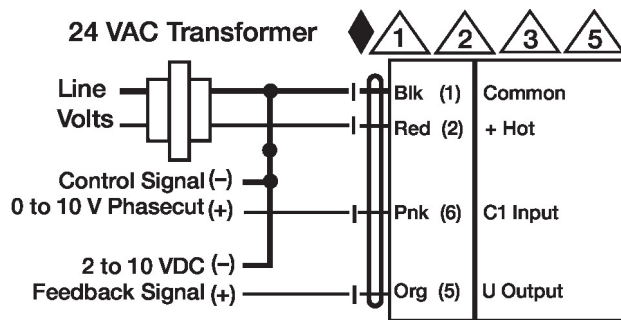 24 VAC Transformer
1 2 3 5
Line
Volts
Blk (1) Common
Red (2) + Hot
Control Signal (–)
0 to 10 V Phasecut (+)
Pnk (6) C1 Input
2 to 10 VDC (–)
Feedback Signal (+)
Org (5) U Output